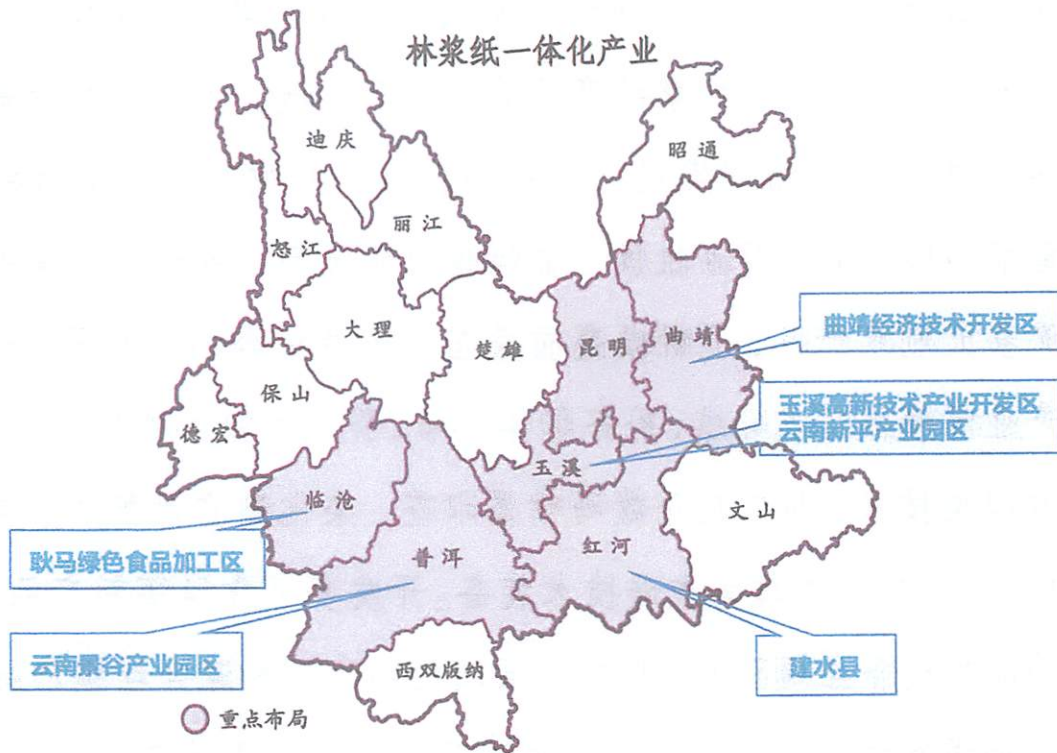 林浆纸一体化产业
迪庆
昭通
丽江
怒江
大理
楚雄
昆明
曲靖
曲靖经济技术开发区
保山
德宏
玉溪高新技术产业开发区
云南新平产业园区
玉溪
临沧
文山
耿马绿色食品加工区
普洱
红河
云南景谷产业园区
西双版纳
建水县
重点布局